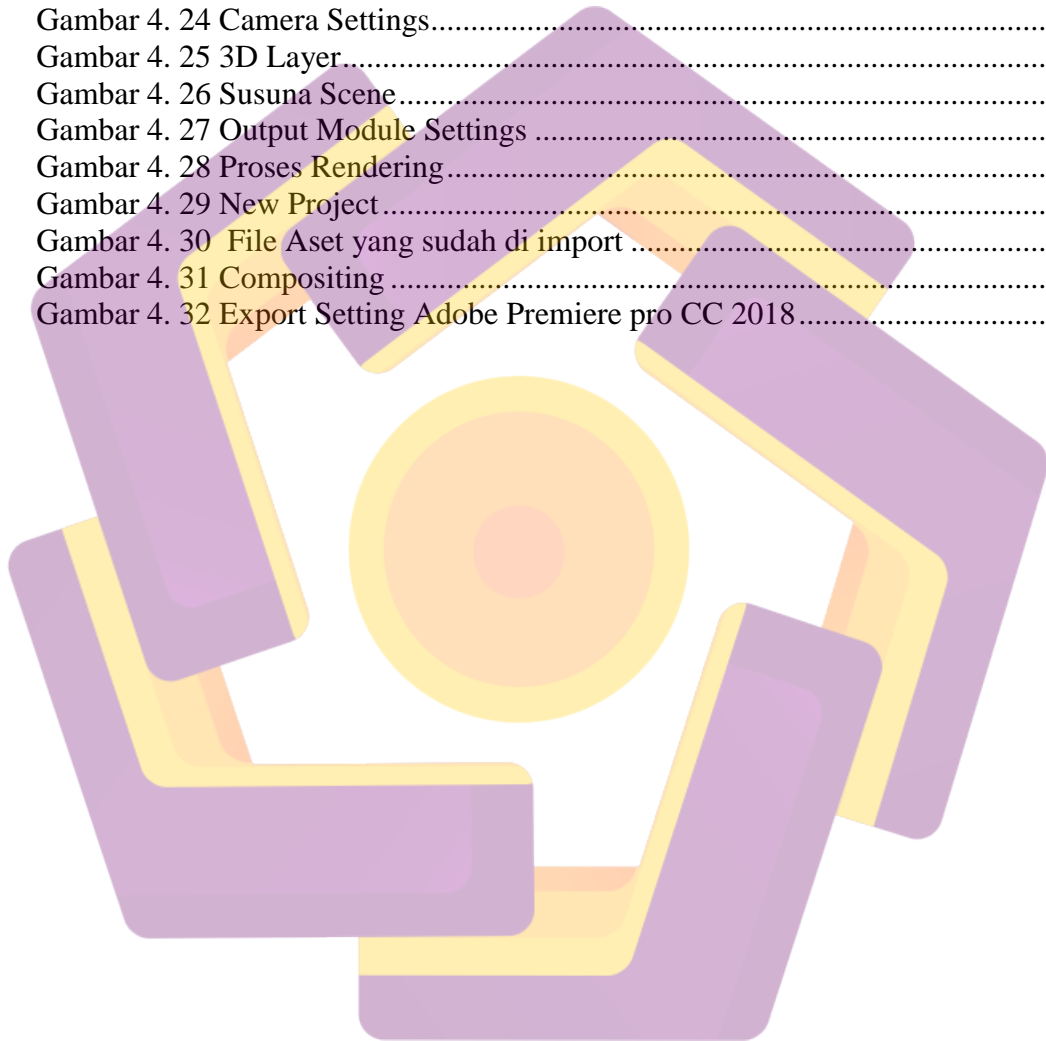 Gambar 4. 24 Camera Settings..............................................................................
Gambar 4. 25 3D Layer.........................................................................................
Gambar 4. 26 Susuna Scene..................................................................................
Gambar 4. 27 Output Module Settings .................................................................
Gambar 4. 28 Proses Rendering............................................................................
Gambar 4. 29 New Project....................................................................................
Gambar 4. 30  File Aset yang sudah di import .....................................................
Gambar 4. 31 Compositing ...................................................................................
Gambar 4. 32 Export Setting Adobe Premiere pro CC 2018................................